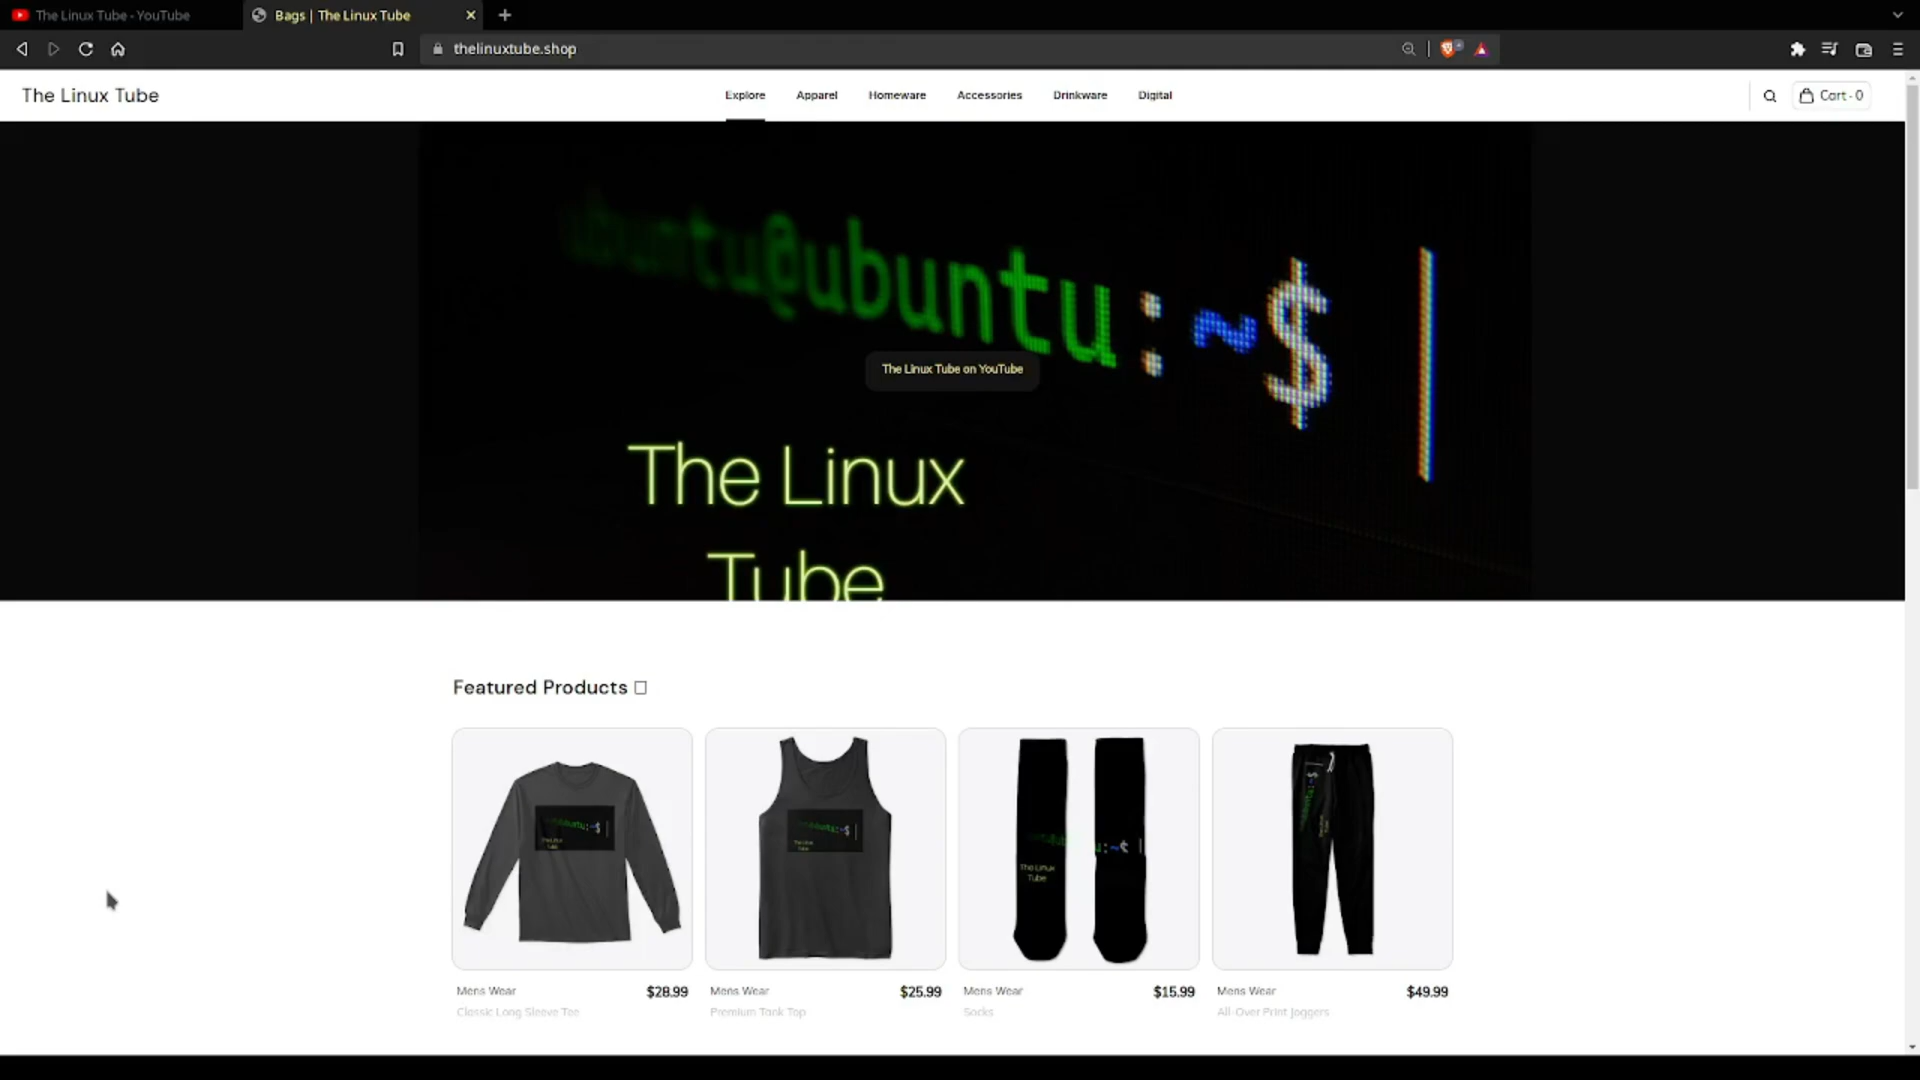 The Linux Tube - YouTube
Bags | The Linux Tube
thelinuxtube.shop
The Linux Tube
Explore
Apparel
Homeware
Accessories
Drinkware
Digital
Cart - 0
ubuntu@ubuntu:~$
The Linux Tube on YouTube
The Linux
Tube
Featured Products
The Linux
Tube
Mens Wear
$28.99
Classic Long Sleeve Tee
Mens Wear
$25.99
Premium Tank Top
Mens Wear
$15.99
Socks
Mens Wear
$49.99
All-Over Print Joggers